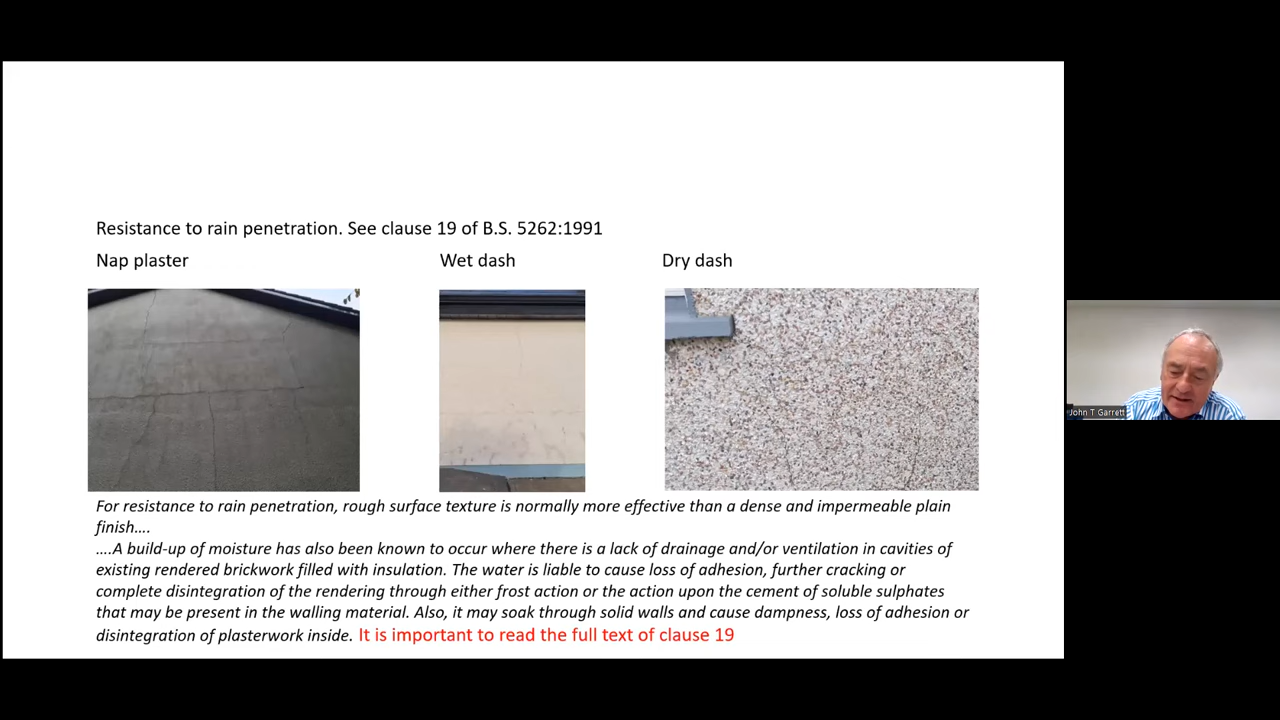 Resistance to rain penetration. See clause 19 of B.S. 5262:1991
Nap plaster
Wet dash
Dry dash
For resistance to rain penetration, rough surface texture is normally more effective than a dense and impermeable plain
finish....
....A build-up of moisture has also been known to occur where there is a lack of drainage and/or ventilation in cavities of
existing rendered brickwork filled with insulation. The water is liable to cause loss of adhesion, further cracking or
complete disintegration of the rendering through either frost action or the action upon the cement of soluble sulphates
that may be present in the walling material. Also, it may soak through solid walls and cause dampness, loss of adhesion or
disintegration of plasterwork inside. It is important to read the full text of clause 19
John T Garrett